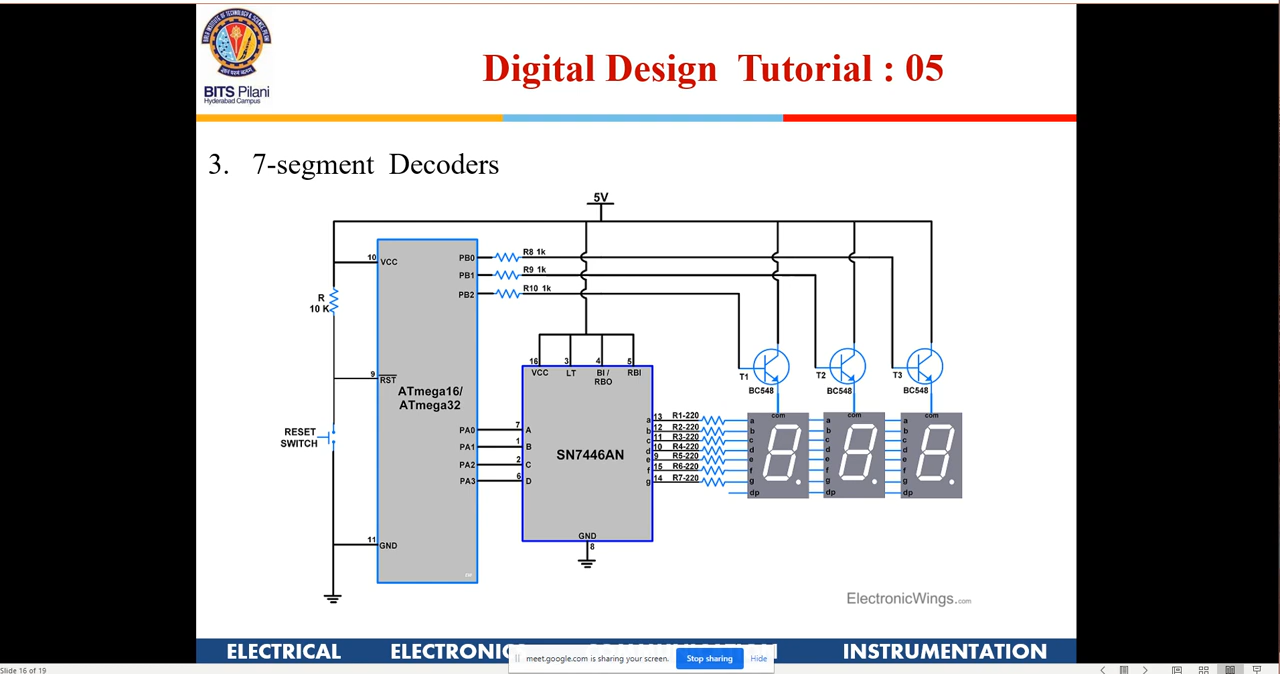 BITS Pilani
Hyderabad Campus
Digital Design Tutorial : 05
3. 7-segment Decoders
5V
10 VCC
R
10 K
9 RST
RESET
SWITCH
11 GND
ATmega16/
ATmega32
PB0 R8 1k
PB1 R9 1k
PB2 R10 1k
PA0
PA1
PA2
PA3
16 3 4 5
VCC LT BI / RBI
RBO
7 A
1 B
2 C
6 D
SN7446AN
GND
8
a 13 R1-220
b 12 R2-220
c 11 R3-220
d 10 R4-220
e 9 R5-220
f 15 R6-220
g 14 R7-220
T1
BC548
T2
BC548
T3
BC548
com
a
b
c
d
e
f
g
dp
com
a
b
c
d
e
f
g
dp
com
a
b
c
d
e
f
g
dp
ElectronicWings.com
ELECTRICAL ELECTRONICS INSTRUMENTATION
meet.google.com is sharing your screen. Stop sharing Hide
Slide 16 of 19